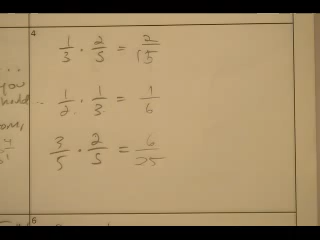 4
1/3 · 2/5 = 2/15
1/2 · 1/3 = 1/6
3/5 · 2/5 = 6/25
6